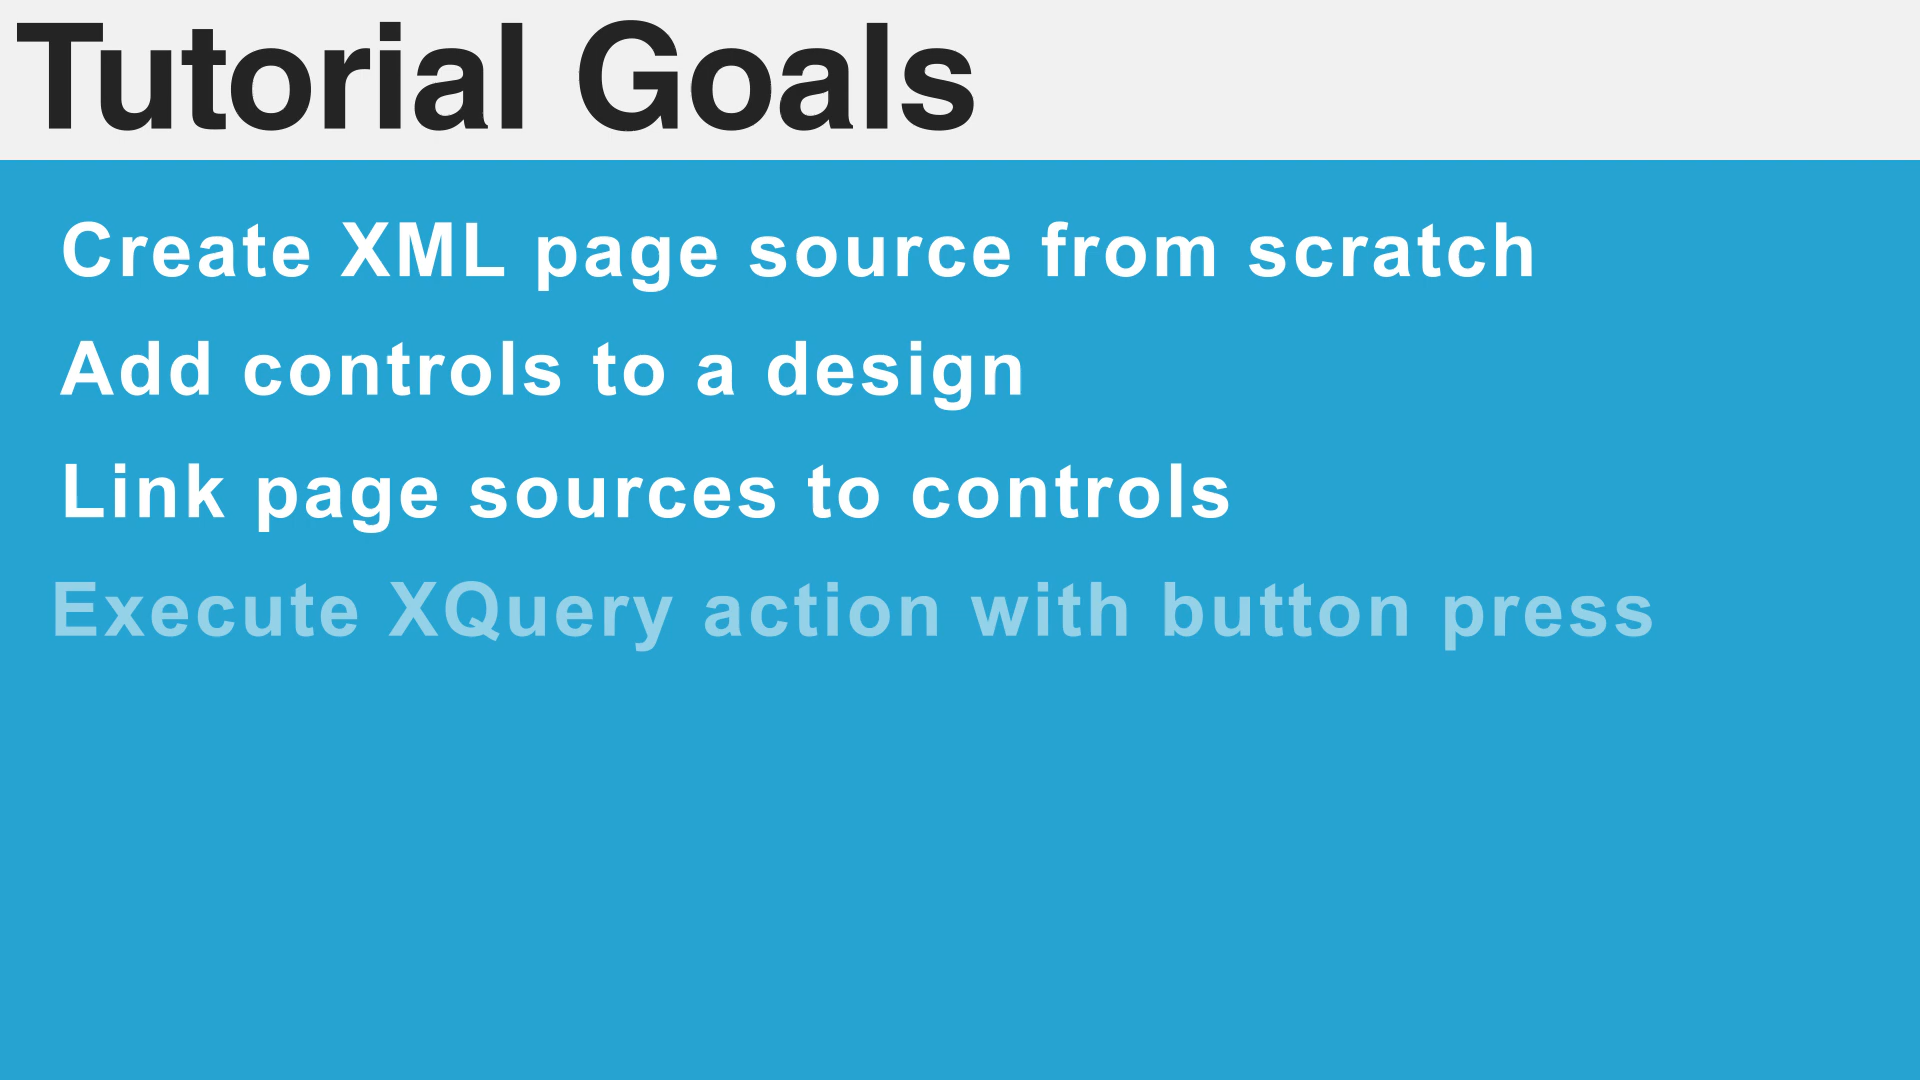 Tutorial Goals
Create XML page source from scratch
Add controls to a design
Link page sources to controls
Execute XQuery action with button press